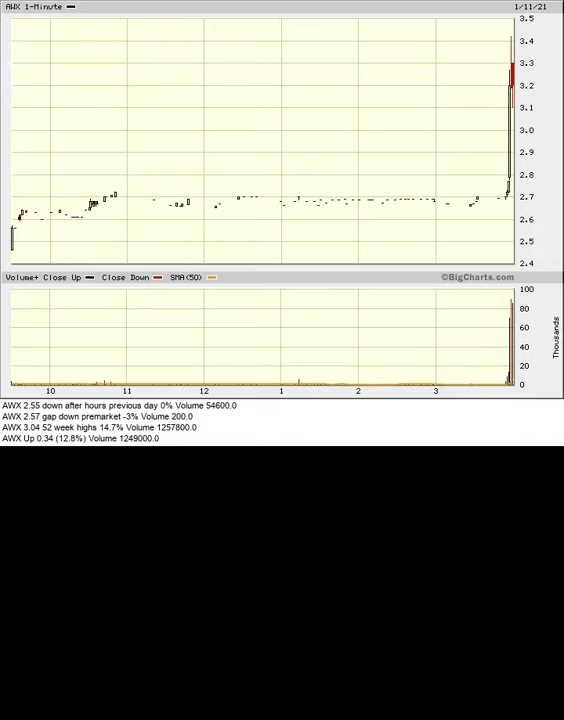 AWX 1-Minute 1/11/21
3.5
3.4
3.3
3.2
3.1
3.0
2.9
2.8
2.7
2.6
2.5
2.4
Volume+ Close Up Close Down SMA(50) ©BigCharts.com
100
80
60
40
20
0
Thousands
10 11 12 1 2 3
AWX 2.55 down after hours previous day 0% Volume 54600.0
AWX 2.57 gap down premarket -3% Volume 200.0
AWX 3.04 52 week highs 14.7% Volume 1257800.0
AWX Up 0.34 (12.8%) Volume 1249000.0